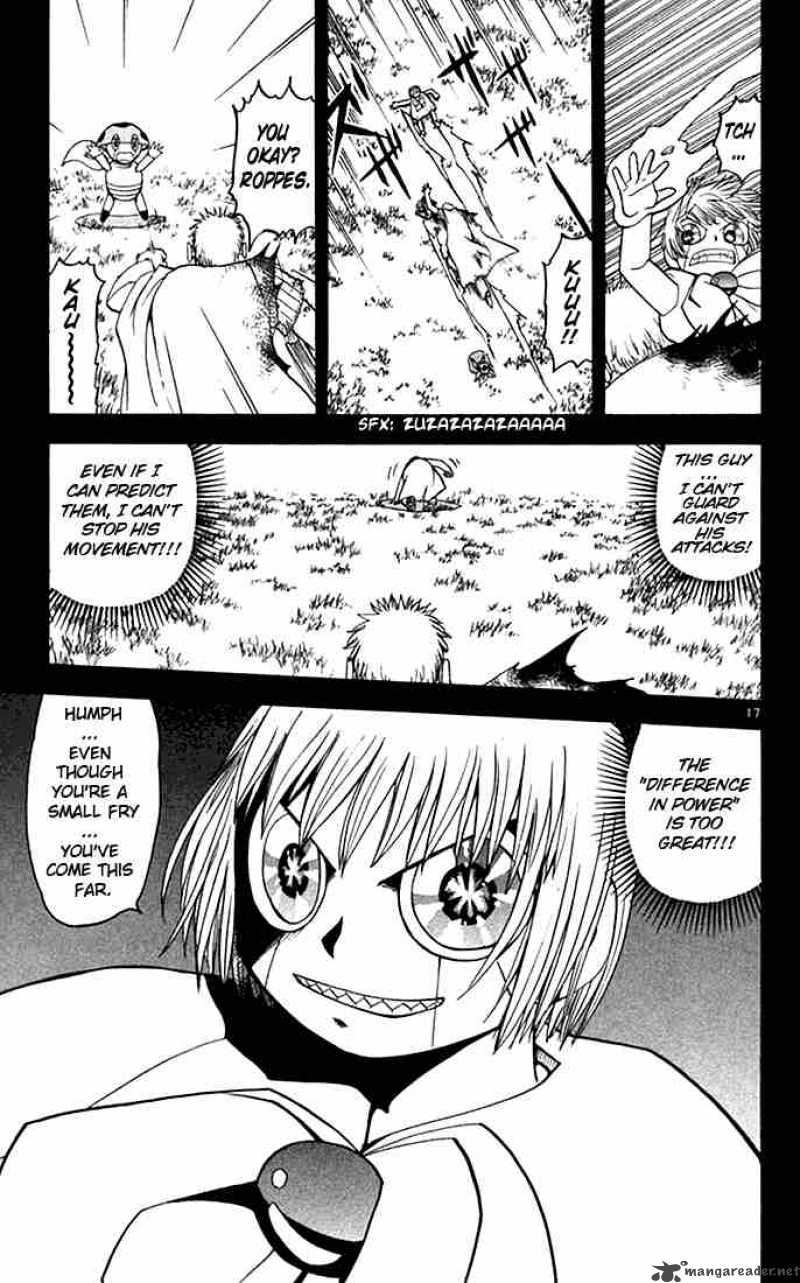 TCH
...
KUUU!!
SFX: ZUZAZAZAZAAAAA
YOU
OKAY?
ROPPES.
KAU~
THIS GUY
...
I CAN'T
GUARD
AGAINST
HIS
ATTACKS!
EVEN IF I
CAN PREDICT
THEM, I CAN'T
STOP HIS
MOVEMENT!!!
17
THE
"DIFFERENCE
IN POWER"
IS TOO
GREAT!!!
HUMPH
...
EVEN
THOUGH
YOU'RE A
SMALL FRY
...
YOU'VE
COME THIS
FAR.
mangareader.net